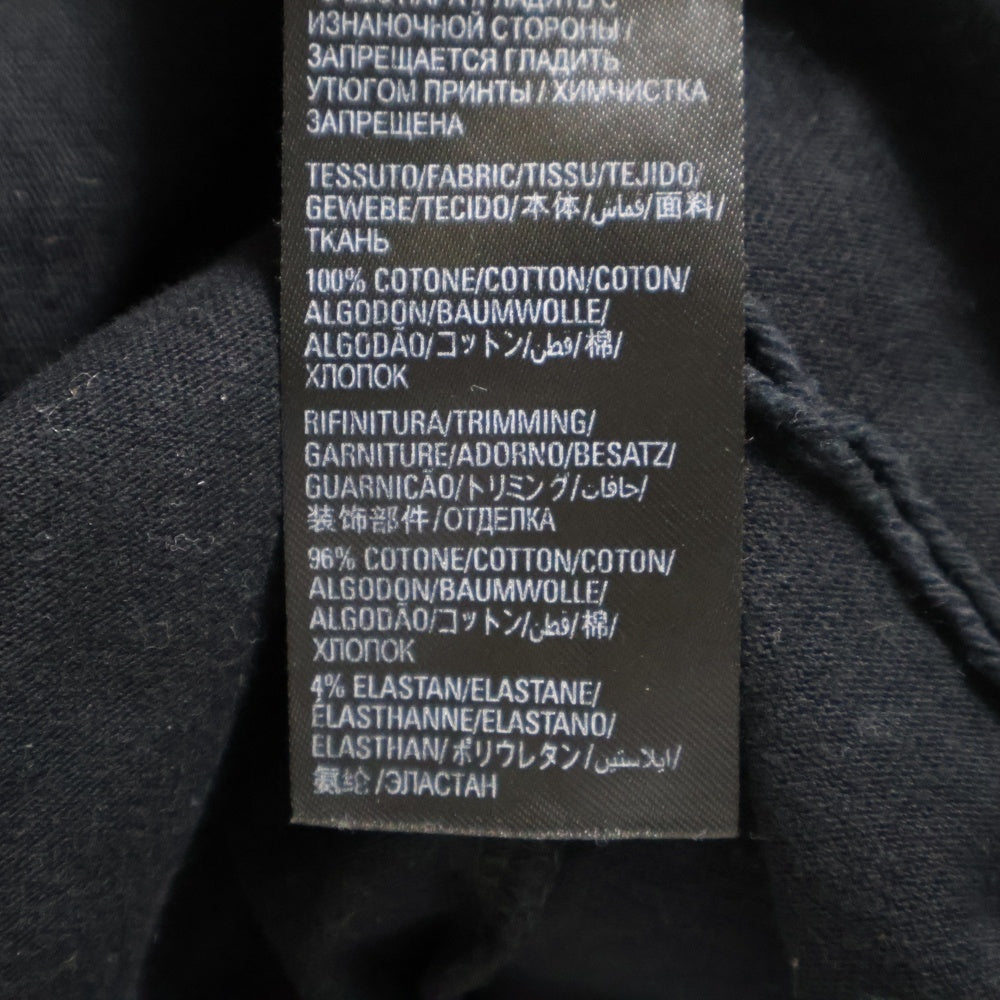 ГЛАДИТЬ С
ИЗНАНОЧНОЙ СТОРОНЫ /
ЗАПРЕЩАЕТСЯ ГЛАДИТЬ
УТЮГОМ ПРИНТЫ / ХИМЧИСТКА
ЗАПРЕЩЕНА
TESSUTO/FABRIC/TISSU/TEJIDO/
GEWEBE/TECIDO/本体/قماش/面料/
ТКАНЬ
100% COTONE/COTTON/COTON/
ALGODON/BAUMWOLLE/
ALGODÃO/コットン/قطن/棉/
ХЛОПОК
RIFINITURA/TRIMMING/
GARNITURE/ADORNO/BESATZ/
GUARNICÃO/トリミング/حافات/
装饰部件/ОТДЕЛКА
96% COTONE/COTTON/COTON/
ALGODON/BAUMWOLLE/
ALGODÃO/コットン/قطن/棉/
ХЛОПОК
4% ELASTAN/ELASTANE/
ÉLASTHANNE/ELASTANO/
ELASTHAN/ポリウレタン/ايلاستين/
氨纶/ЭЛАСТАН